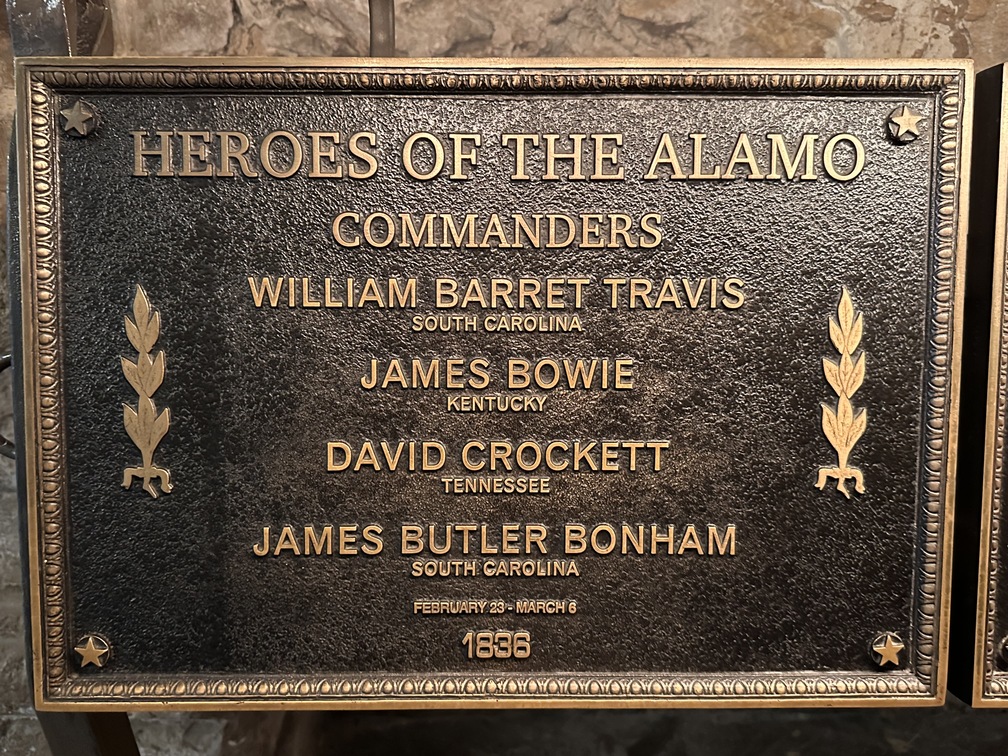 HEROES OF THE ALAMO
COMMANDERS
WILLIAM BARRET TRAVIS
SOUTH CAROLINA
JAMES BOWIE
KENTUCKY
DAVID CROCKETT
TENNESSEE
JAMES BUTLER BONHAM
SOUTH CAROLINA
FEBRUARY 23 - MARCH 6
1836